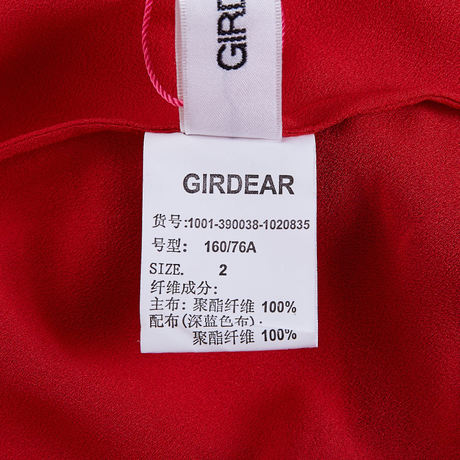 GIRD
GIRDEAR
货号:1001-390038-1020835
号型: 160/76A
SIZE. 2
纤维成分:
主布: 聚酯纤维 100%
配布(深蓝色布):
聚酯纤维 100%